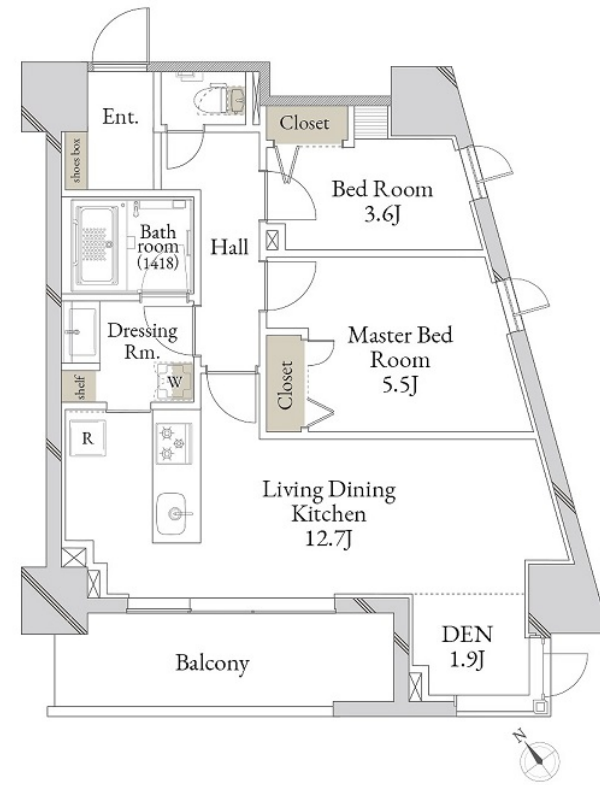 Ent.
Closet
shoes box
Bed Room
3.6J
Bath
room
(1418)
Hall
Dressing
Rm.
Master Bed
Room
5.5J
Closet
shelf
W
R
Living Dining
Kitchen
12.7J
DEN
1.9J
Balcony
N